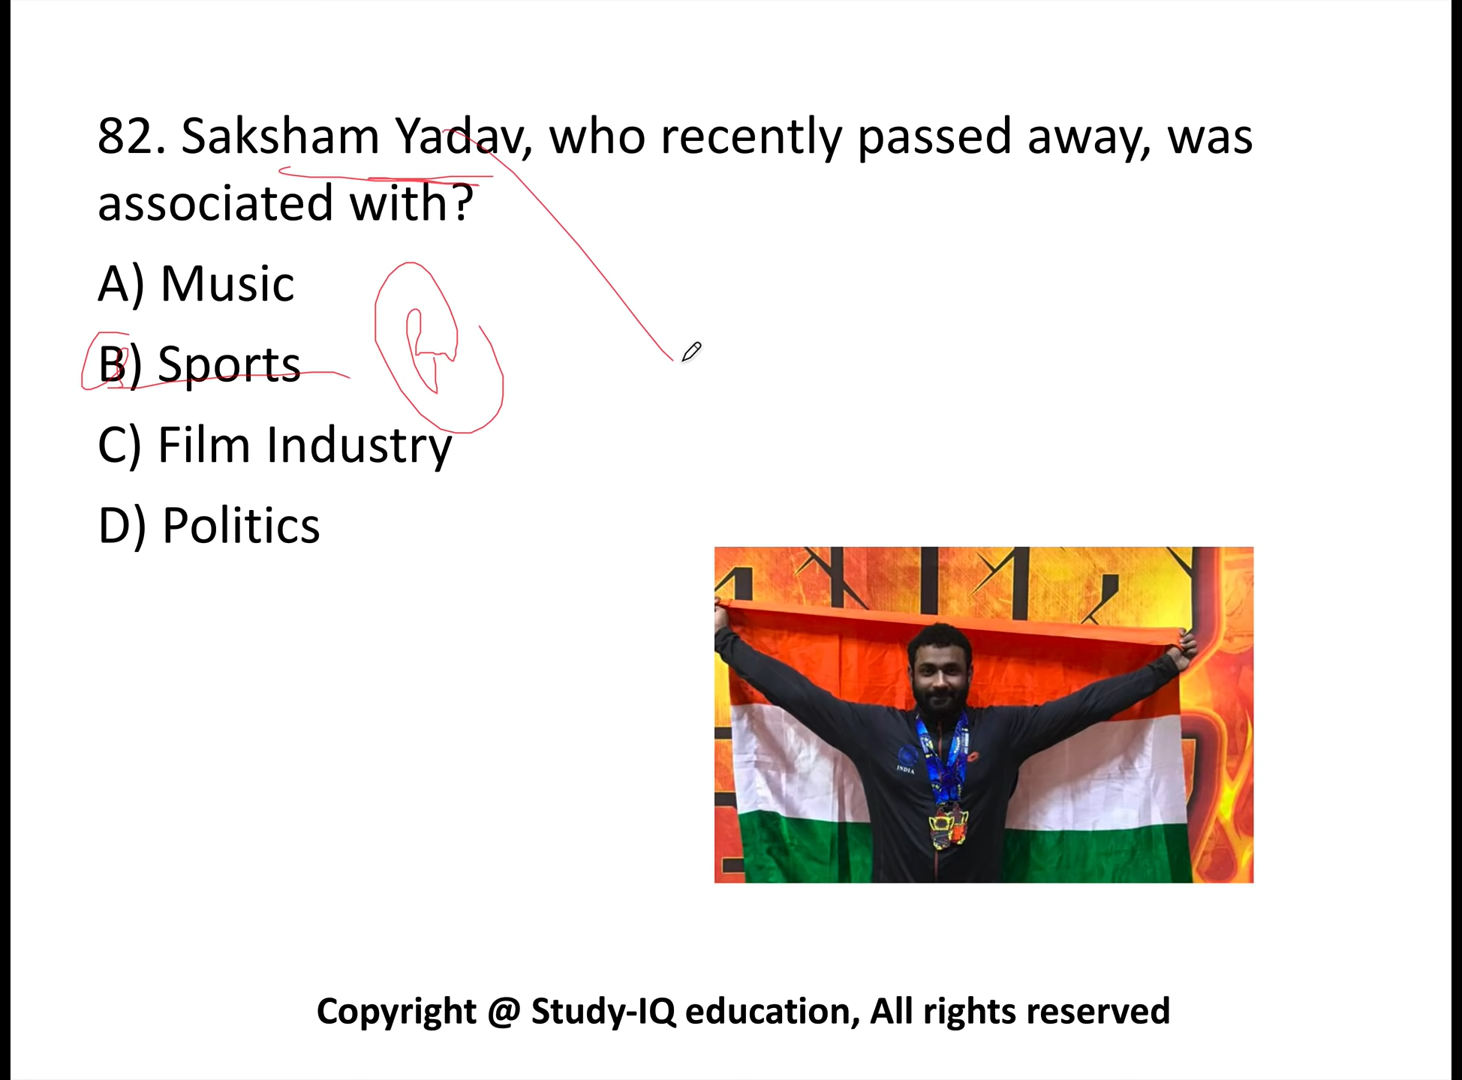 82. Saksham Yadav, who recently passed away, was
associated with?
A) Music
B) Sports
C) Film Industry
D) Politics
INDIA
Copyright @ Study-IQ education, All rights reserved